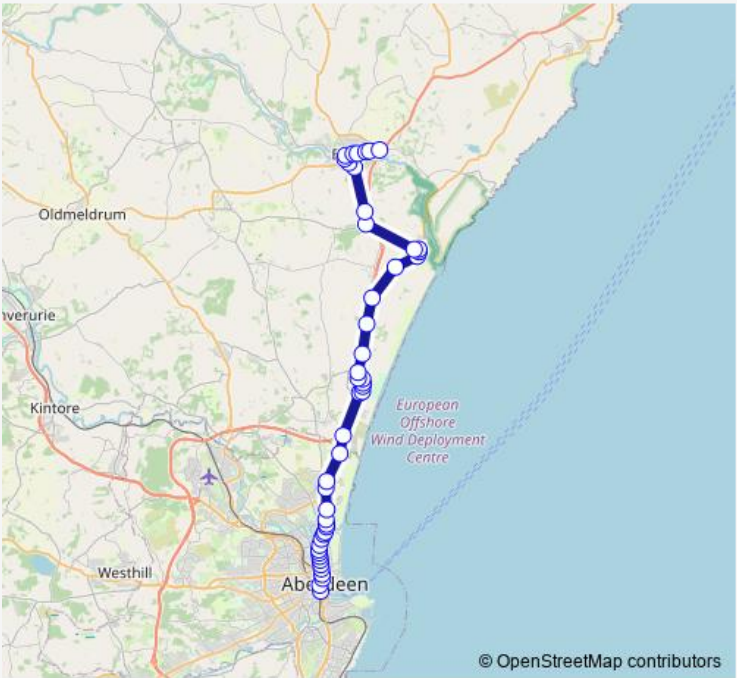 Oldmeldrum
nverurie
Kintore
European
Offshore
Wind Deployment
Centre
Westhill
Aberdeen
© OpenStreetMap contributors